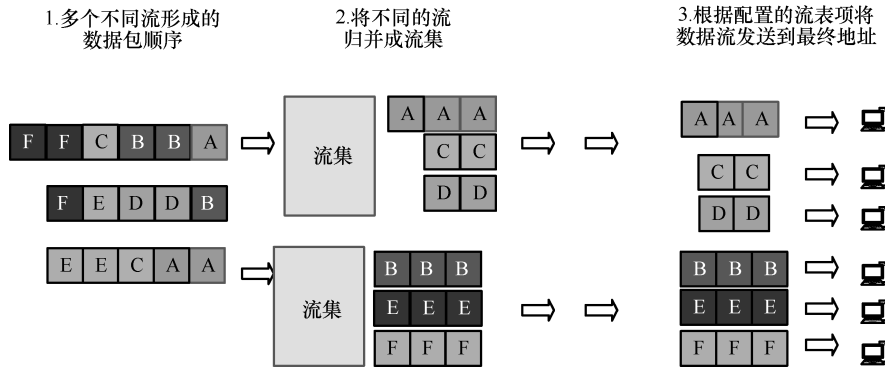 1.多个不同流形成的
数据包顺序
2.将不同的流
归并成流集
3.根据配置的流表项将
数据流发送到最终地址
F F C B B A
F E D D B
E E C A A
流集
A A A
C C
D D
流集
B B B
E E E
F F F
A A A
C C
D D
B B B
E E E
F F F